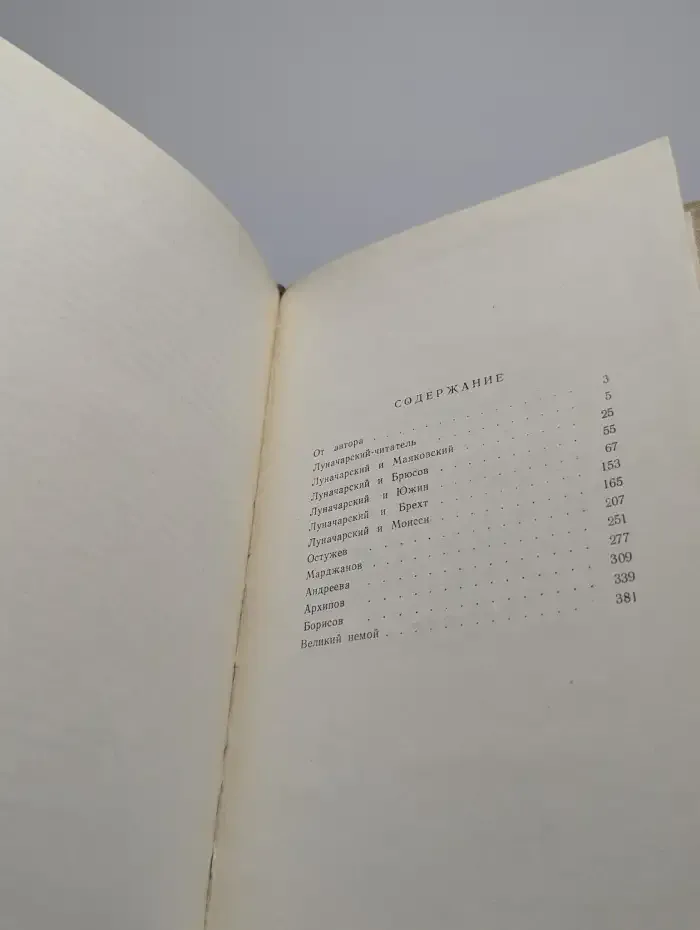 СОДЕРЖАНИЕ
От автора . . . . . . . . . . 3
Луначарский-читатель . . . . . . . . . . 5
Луначарский и Маяковский . . . . . . . . . . 25
Луначарский и Брюсов . . . . . . . . . . 55
Луначарский и Южин . . . . . . . . . . 67
Луначарский и Брехт . . . . . . . . . . 153
Луначарский и Моисси . . . . . . . . . . 165
Остужев . . . . . . . . . . 207
Марджанов . . . . . . . . . . 251
Андреева . . . . . . . . . . 277
Архипов . . . . . . . . . . 309
Борисов . . . . . . . . . . 339
Великий немой . . . . . . . . . . 381